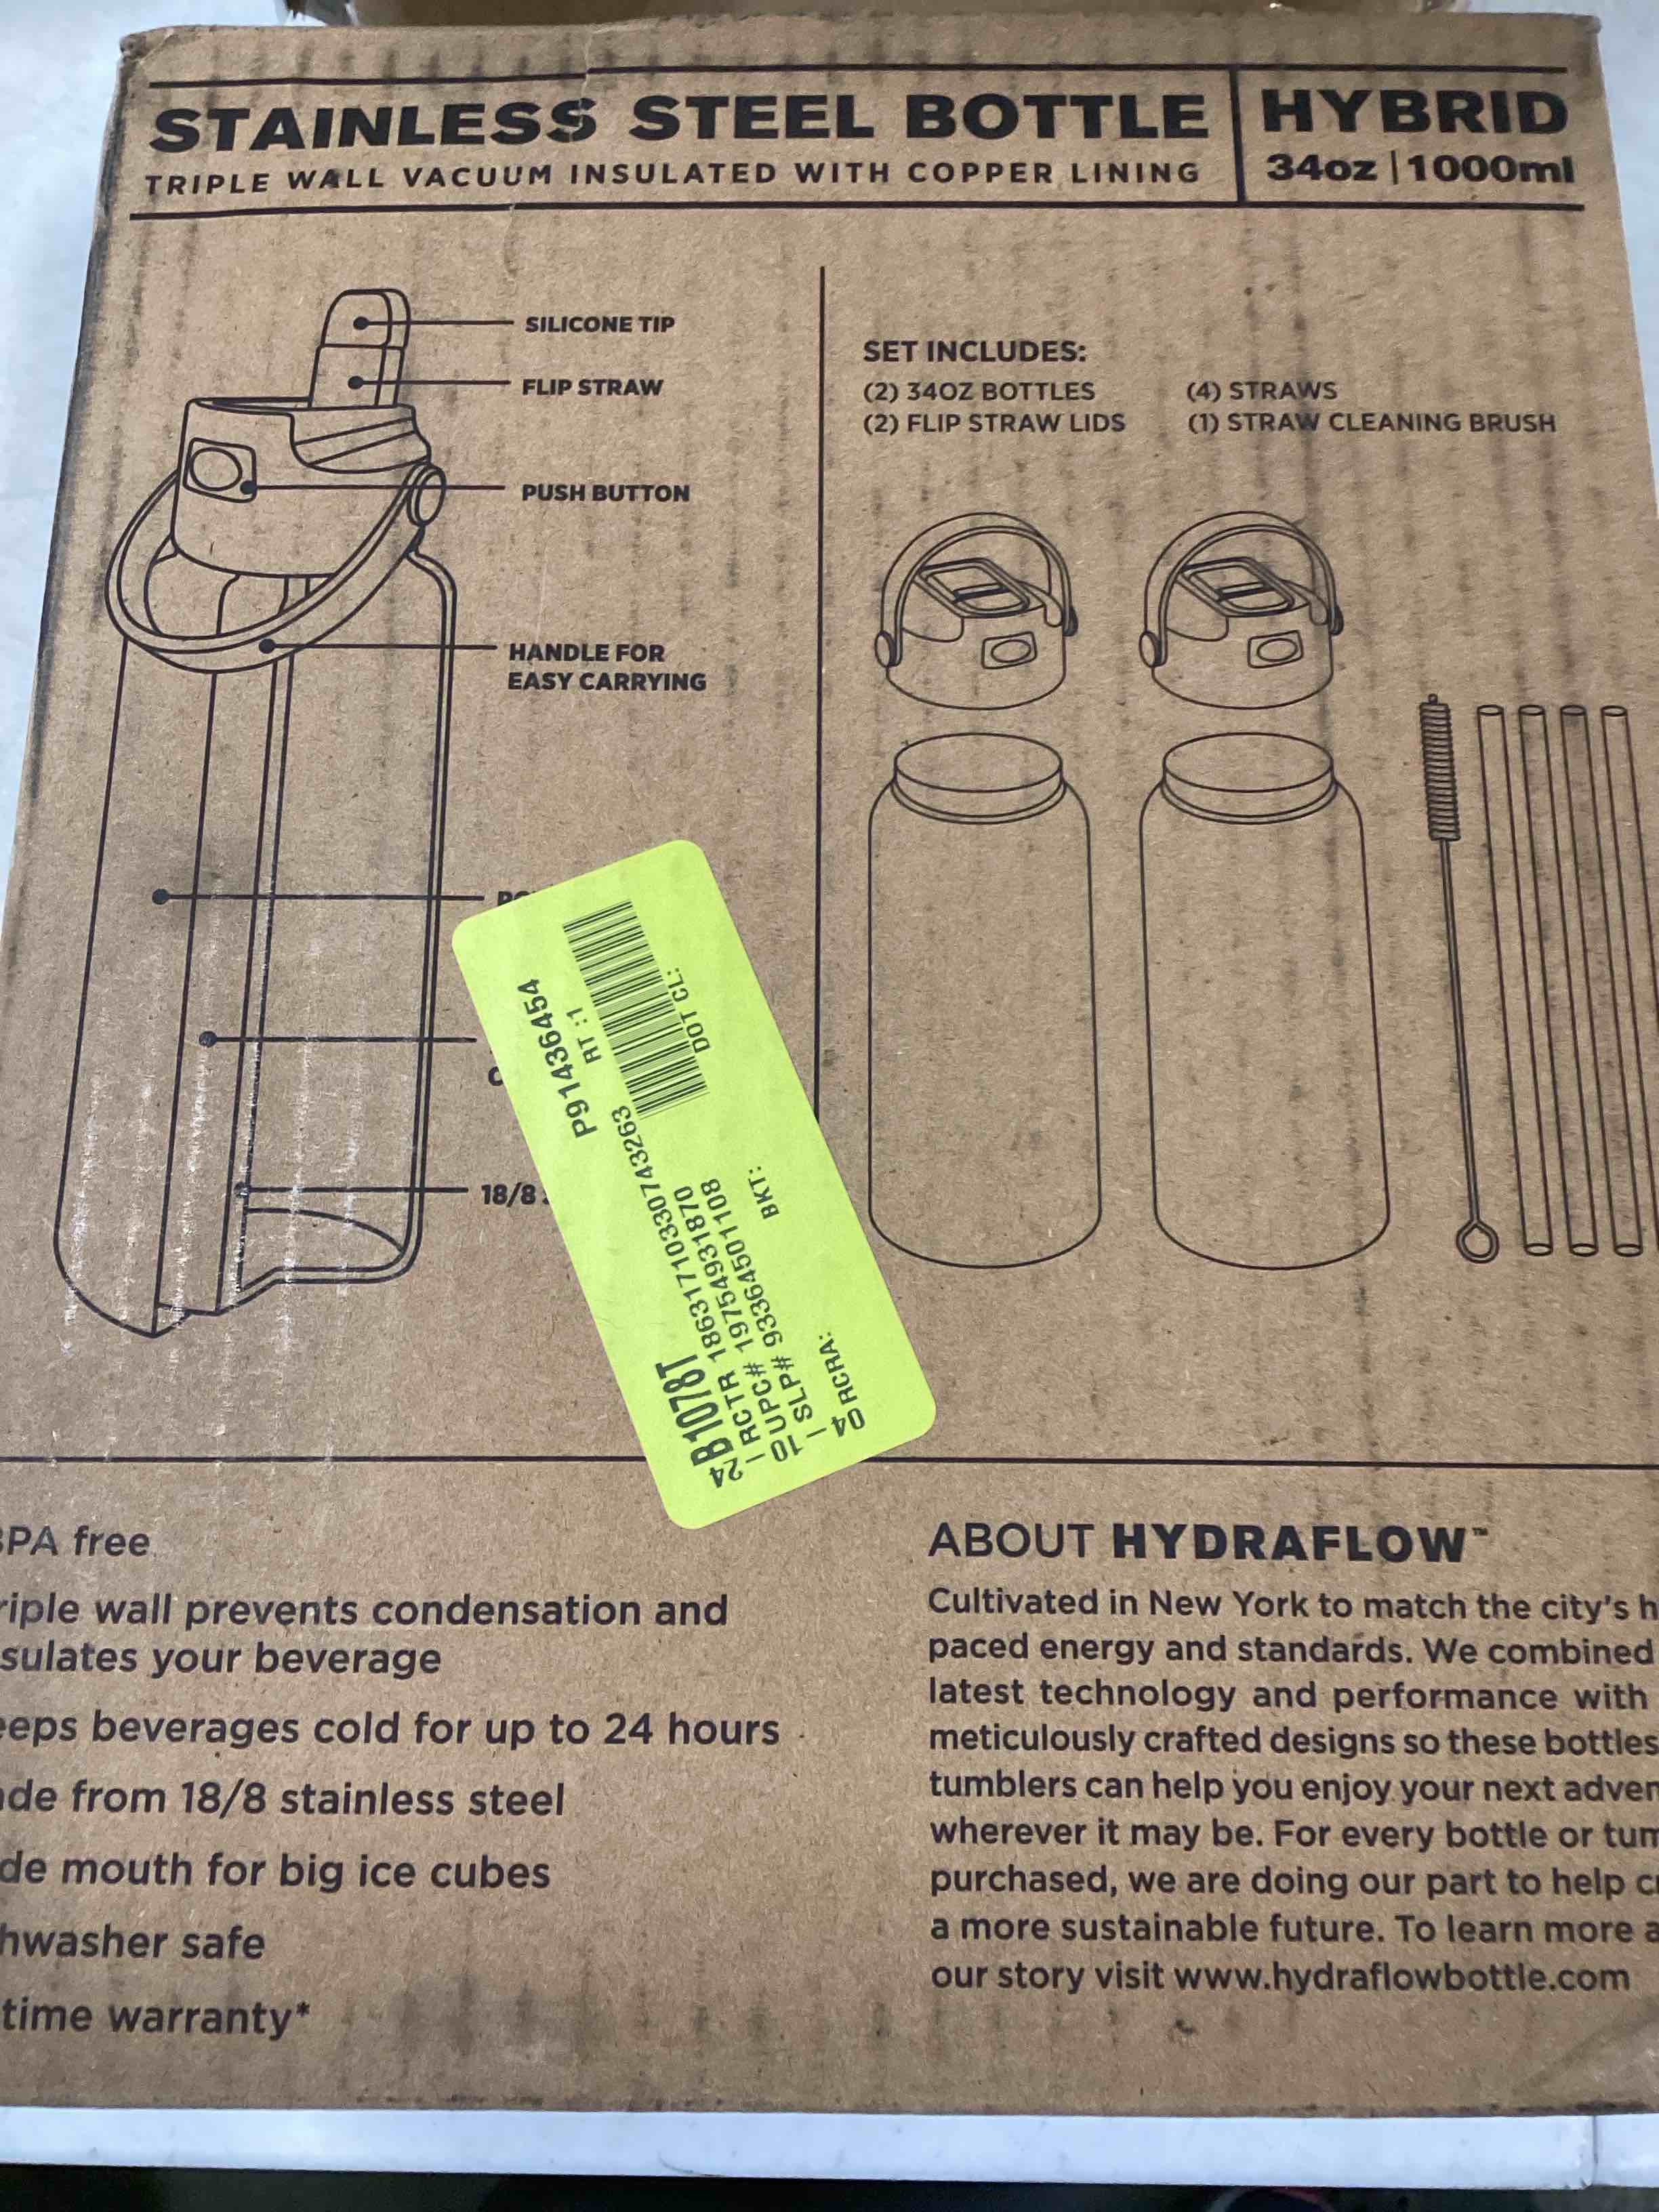 STAINLESS STEEL BOTTLE
TRIPLE WALL VACUUM INSULATED WITH COPPER LINING
HYBRID
34oz | 1000ml
SILICONE TIP
FLIP STRAW
PUSH BUTTON
HANDLE FOR
EASY CARRYING
18/8
SET INCLUDES:
(2) 34OZ BOTTLES
(2) FLIP STRAW LIDS
(4) STRAWS
(1) STRAW CLEANING BRUSH
P91436454
AT :1
DOT CL:
B1078T
RCTR 18631710330743263
UPC# 197549931870
SLP# 93364501108
BKT:
RCRA:
BPA free
riple wall prevents condensation and
sulates your beverage
eeps beverages cold for up to 24 hours
ade from 18/8 stainless steel
de mouth for big ice cubes
hwasher safe
time warranty*
ABOUT HYDRAFLOW™
Cultivated in New York to match the city's h
paced energy and standards. We combined
latest technology and performance with
meticulously crafted designs so these bottles
tumblers can help you enjoy your next adven
wherever it may be. For every bottle or tum
purchased, we are doing our part to help cr
a more sustainable future. To learn more a
our story visit www.hydraflowbottle.com